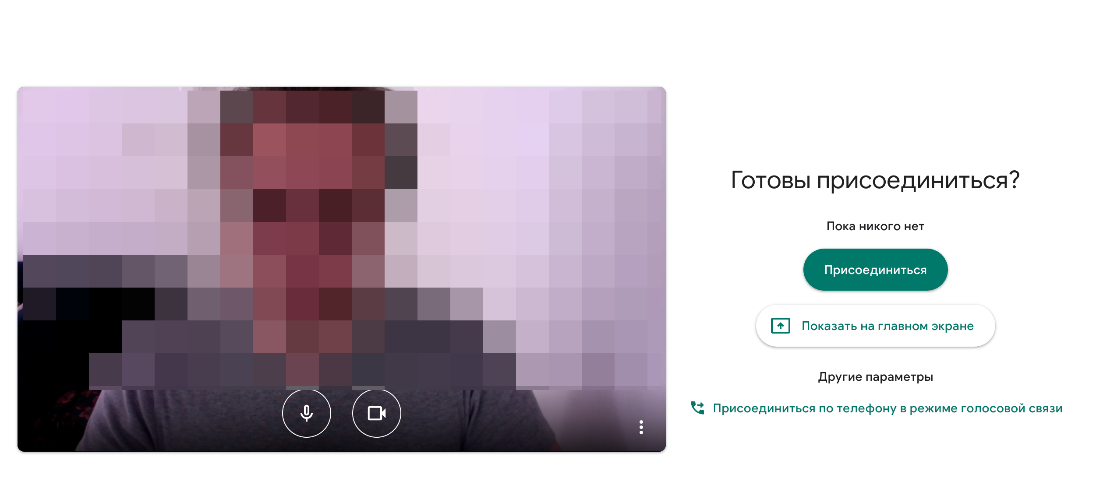 Готовы присоединиться?
Пока никого нет
Присоединиться
Показать на главном экране
Другие параметры
Присоединиться по телефону в режиме голосовой связи